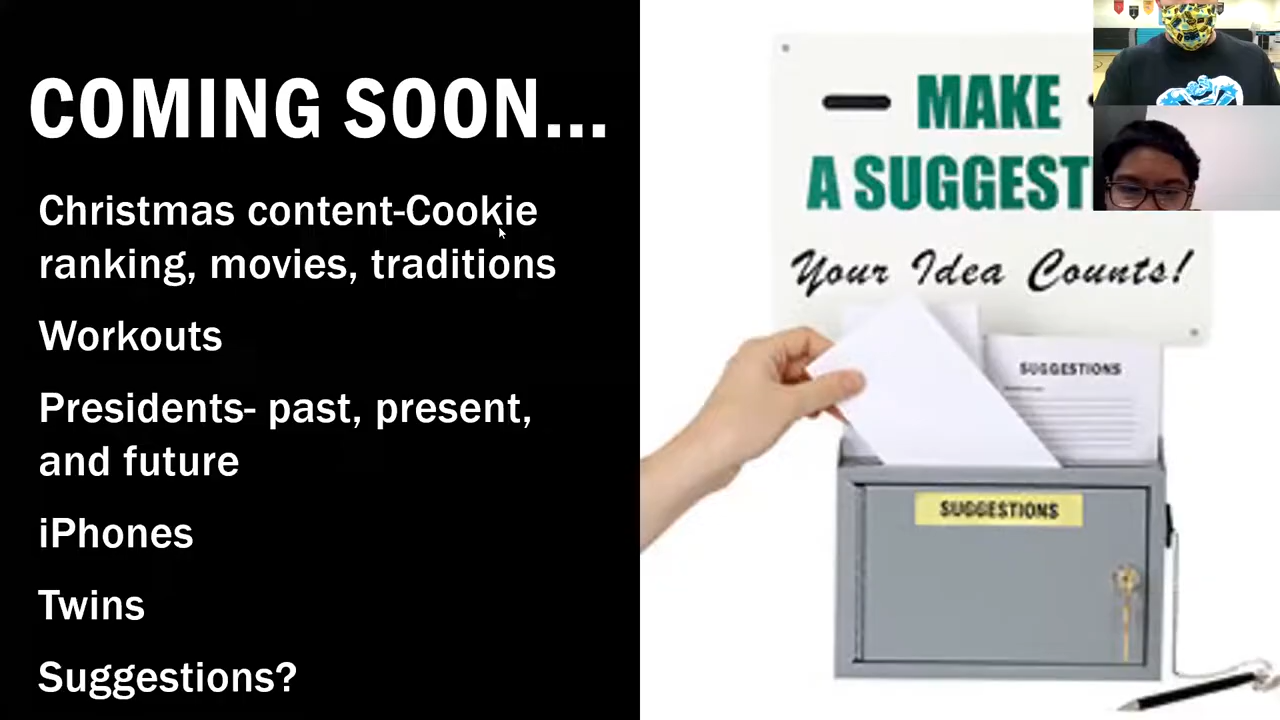 COMING SOON...
Christmas content-Cookie
ranking, movies, traditions
Workouts
Presidents- past, present,
and future
iPhones
Twins
Suggestions?
MAKE
A SUGGEST
Your Idea Counts!
SUGGESTIONS
SUGGESTIONS